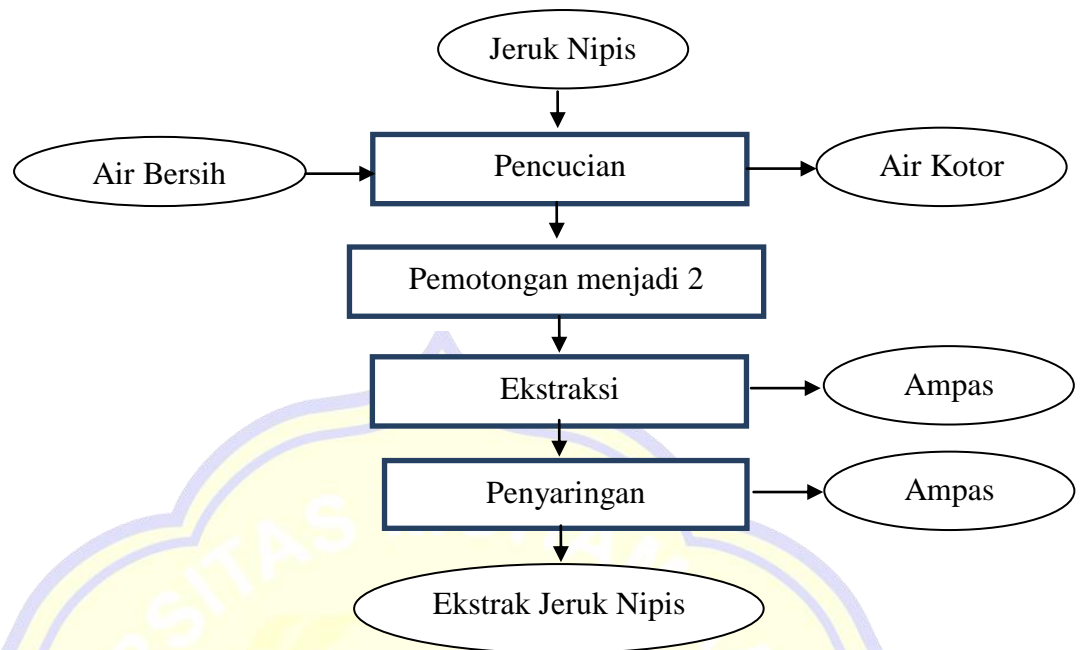 Jeruk Nipis
Air Bersih
Pencucian
Air Kotor
Pemotongan menjadi 2
Ekstraksi
Ampas
Penyaringan
Ampas
Ekstrak Jeruk Nipis